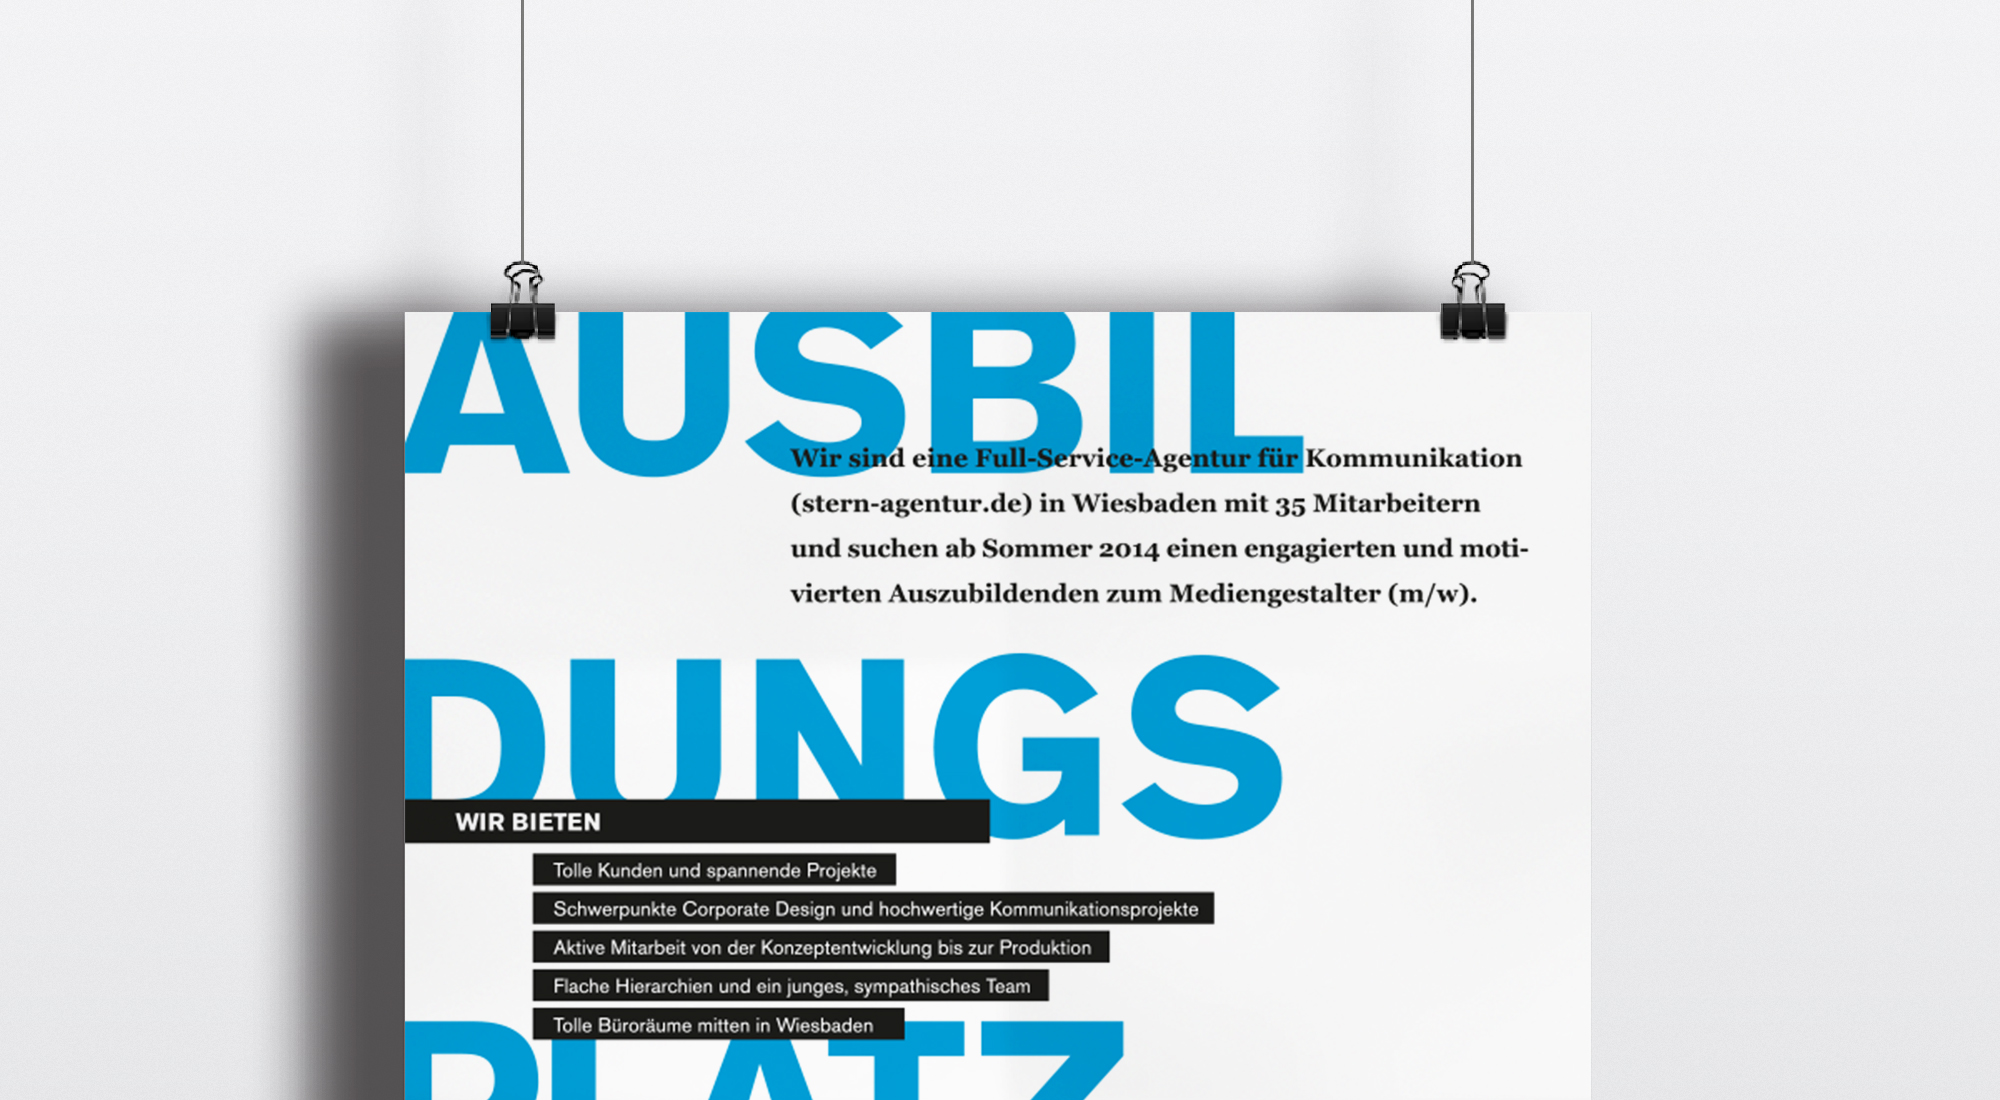 AUSBIL
Wir sind eine Full-Service-Agentur für Kommunikation
(stern-agentur.de) in Wiesbaden mit 35 Mitarbeitern
und suchen ab Sommer 2014 einen engagierten und moti-
vierten Auszubildenden zum Mediengestalter (m/w).
DUNGS
WIR BIETEN
Tolle Kunden und spannende Projekte
Schwerpunkte Corporate Design und hochwertige Kommunikationsprojekte
Aktive Mitarbeit von der Konzeptentwicklung bis zur Produktion
Flache Hierarchien und ein junges, sympathisches Team
Tolle Büroräume mitten in Wiesbaden
PLATZ